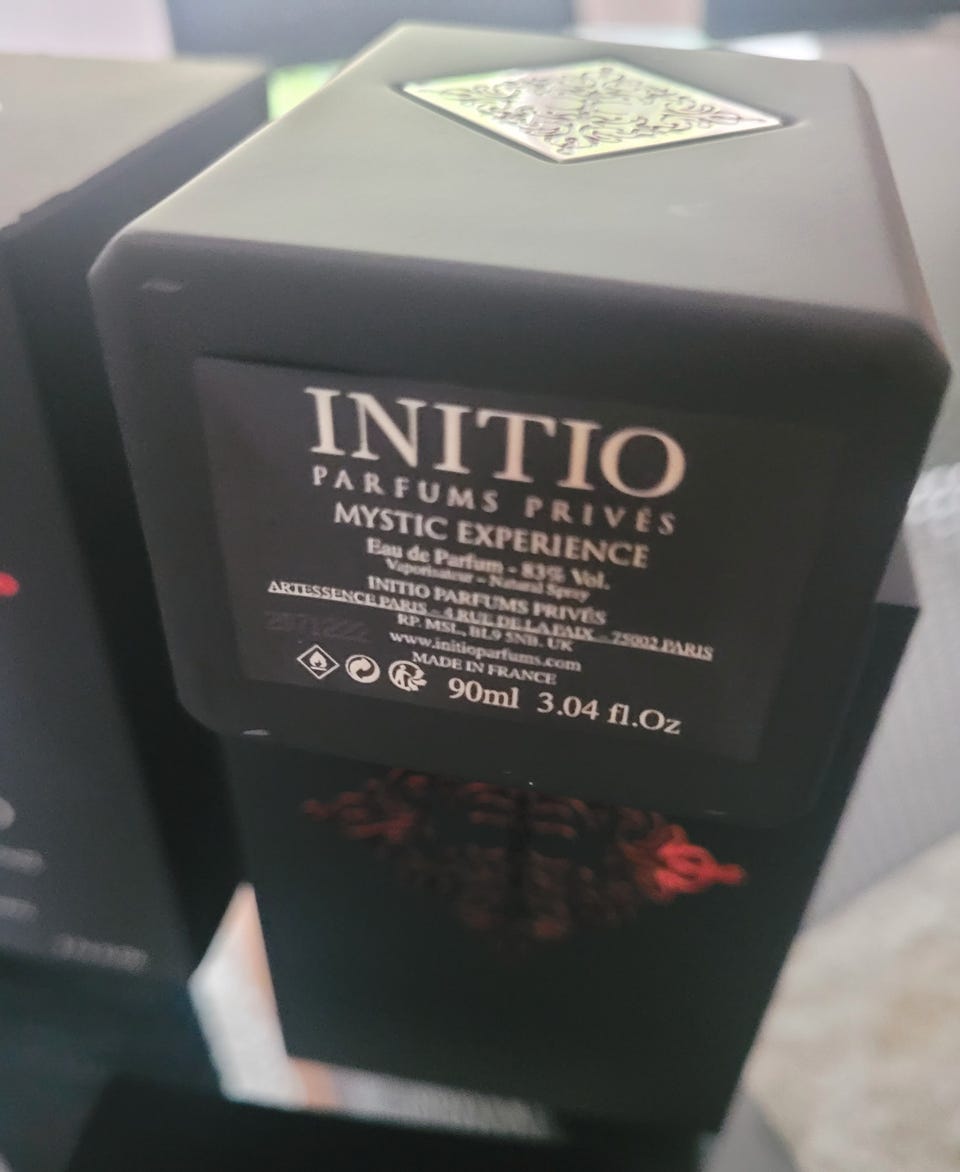 INITIO
PARFUMS PRIVÉS
MYSTIC EXPERIENCE
Eau de Parfum - 83% Vol.
Vaporisateur - Natural Spray
INITIO PARFUMS PRIVÉS
ARTESSENCE PARIS - 4 RUE DE LA PAIX - 75002 PARIS
RP. MSL, BL9 5NB. UK
www.initioparfums.com
MADE IN FRANCE
90ml 3.04 fl.Oz